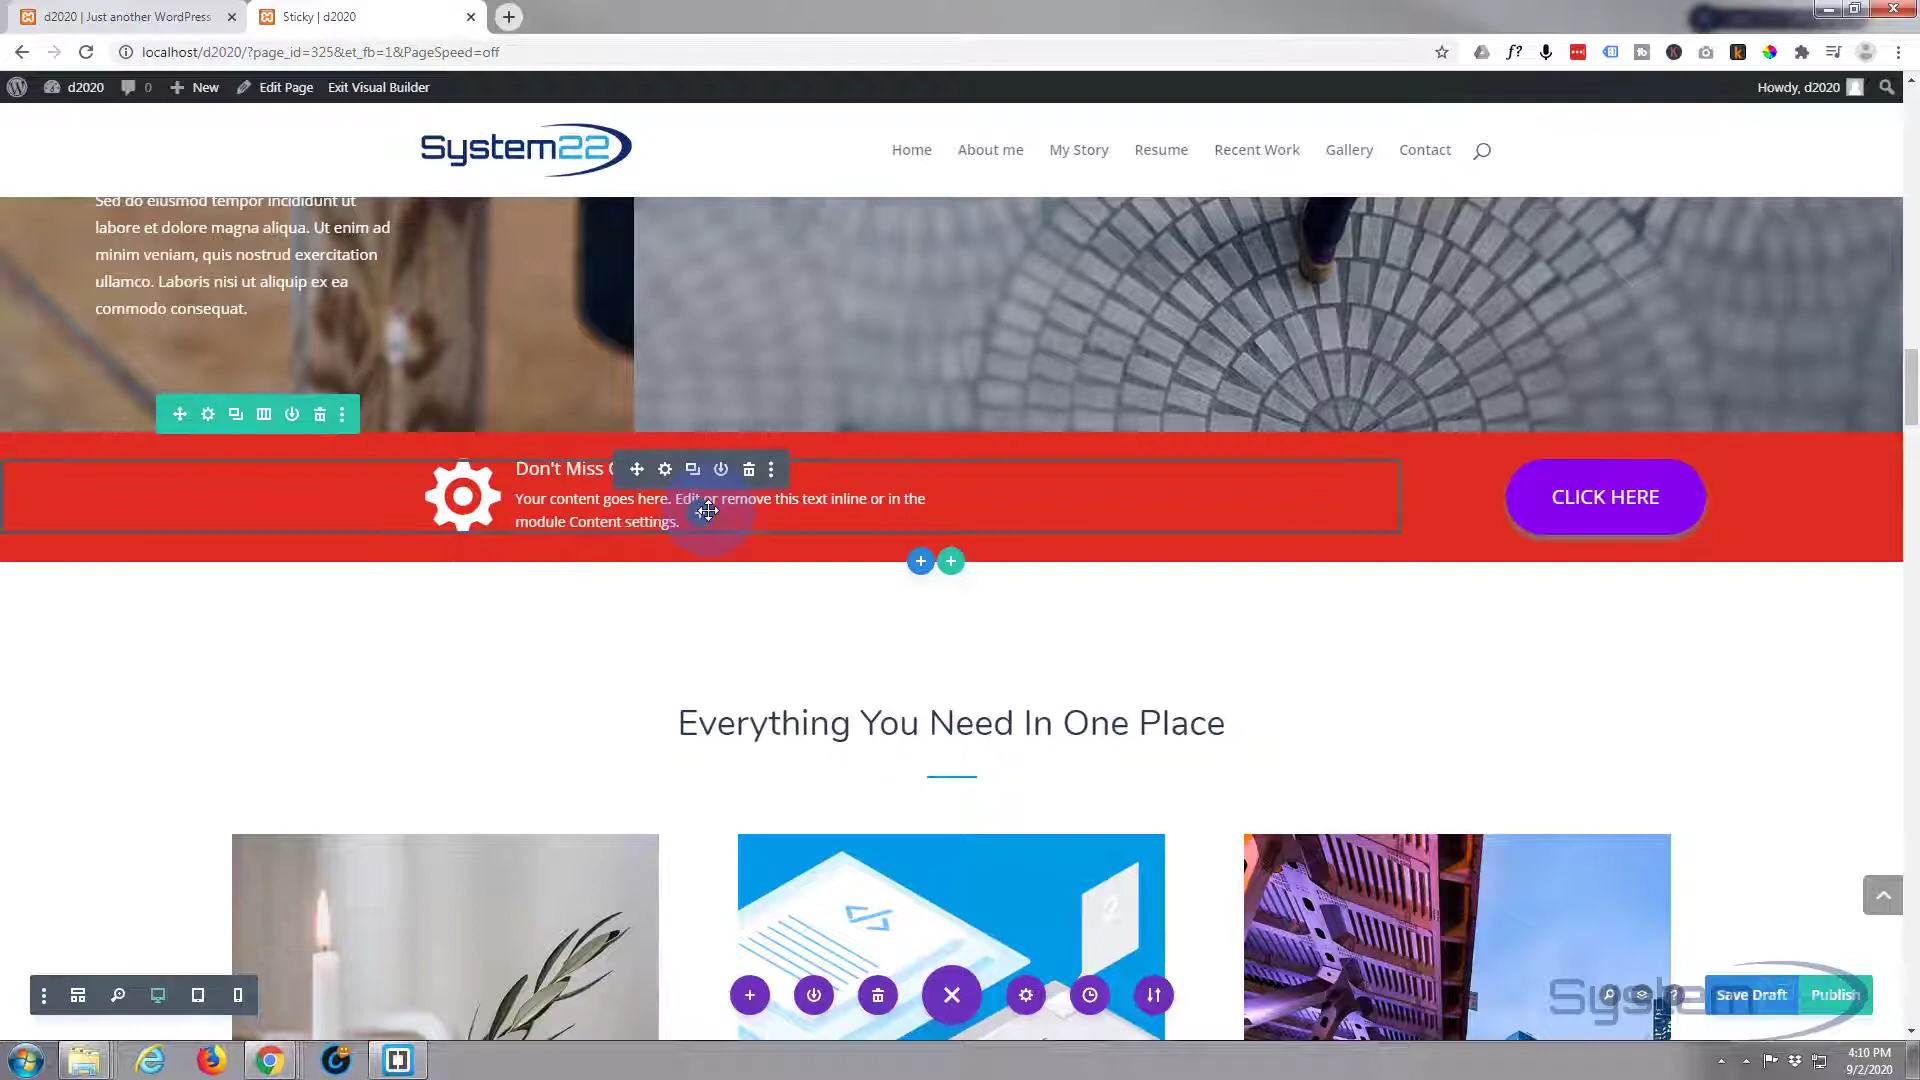 d2020 | Just another WordPress
Sticky | d2020
localhost/d2020/?page_id=325&et_fb=1&PageSpeed=off
d2020
0
New
Edit Page
Exit Visual Builder
Howdy, d2020
System22
Home
About me
My Story
Resume
Recent Work
Gallery
Contact
Sed do eiusmod tempor incididunt ut
labore et dolore magna aliqua. Ut enim ad
minim veniam, quis nostrud exercitation
ullamco. Laboris nisi ut aliquip ex ea
commodo consequat.
Don't Miss
Your content goes here. Edit or remove this text inline or in the
module Content settings.
CLICK HERE
Everything You Need In One Place
System
Save Draft
Publish
4:10 PM
9/2/2020